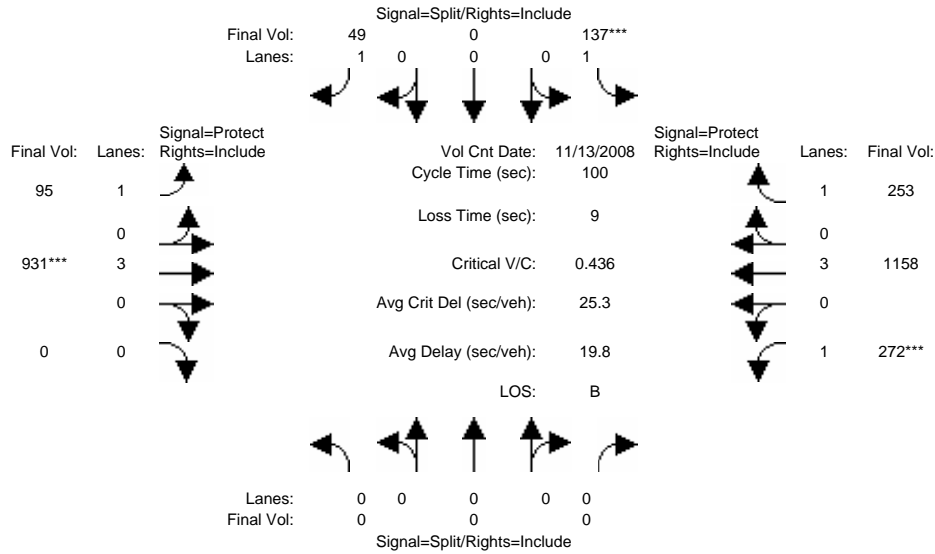 Signal=Split/Rights=Include
Final Vol: 49 0 137***
Lanes: 1 0 0 0 1
Signal=Protect Signal=Protect
Final Vol: Lanes: Rights=Include Vol Cnt Date: 11/13/2008 Rights=Include Lanes: Final Vol:
Cycle Time (sec): 100
95 1 1 253
Loss Time (sec): 9
0 0
931*** 3 Critical V/C: 0.436 3 1158
0 Avg Crit Del (sec/veh): 25.3 0
0 0 Avg Delay (sec/veh): 19.8 1 272***
LOS: B
Lanes: 0 0 0 0 0
Final Vol: 0 0 0
Signal=Split/Rights=Include